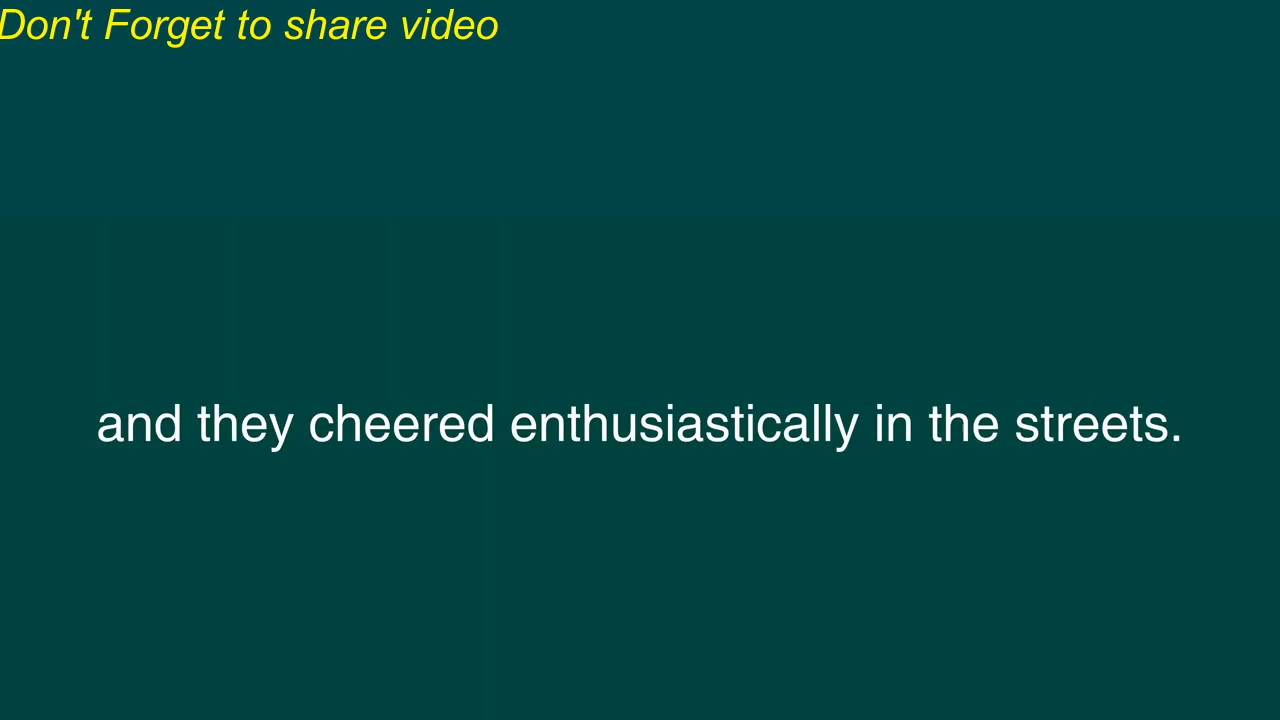 Don't Forget to share video
and they cheered enthusiastically in the streets.